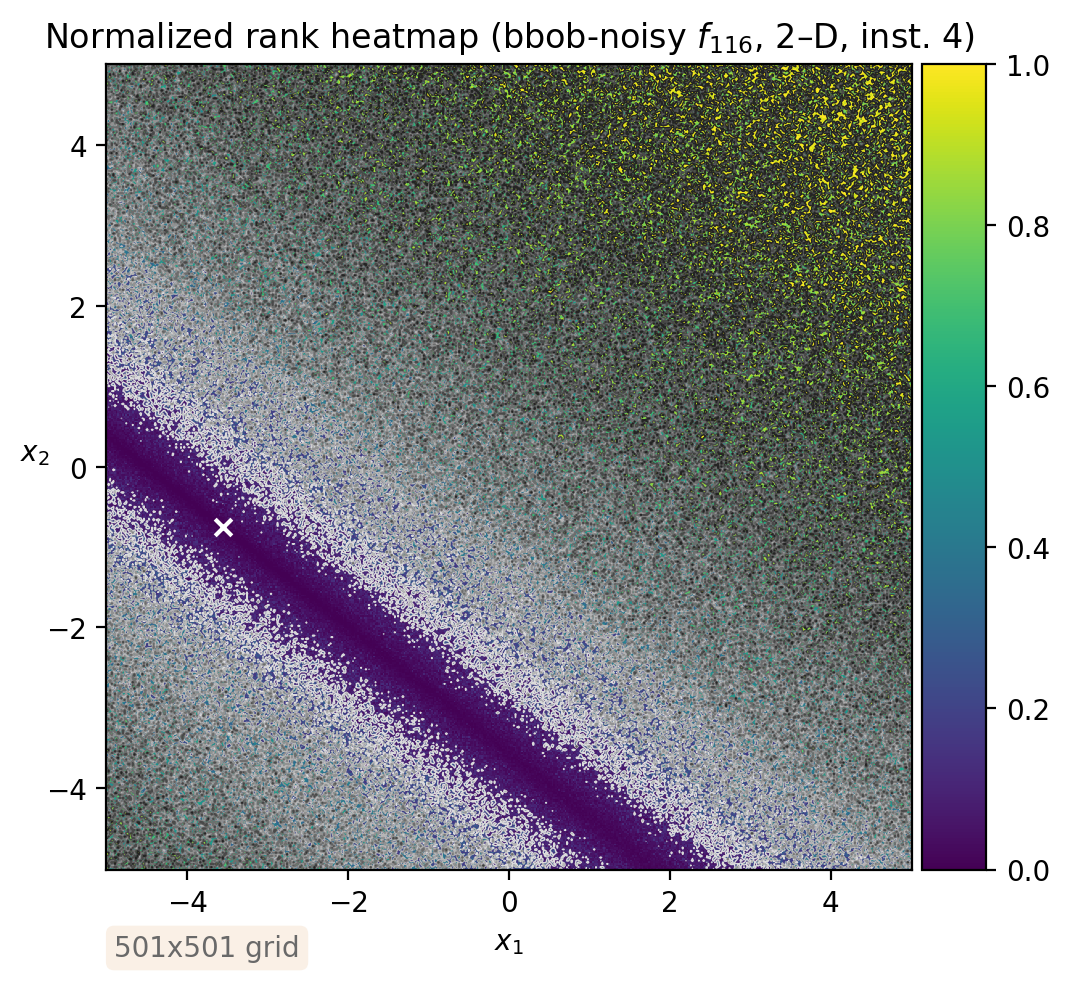 Normalized rank heatmap (bbob-noisy f₁₁₆, 2–D, inst. 4)
1.0
0.8
0.6
0.4
0.2
0.0
4
2
0
−2
−4
x₂
−4 −2 0 2 4
x₁
501x501 grid